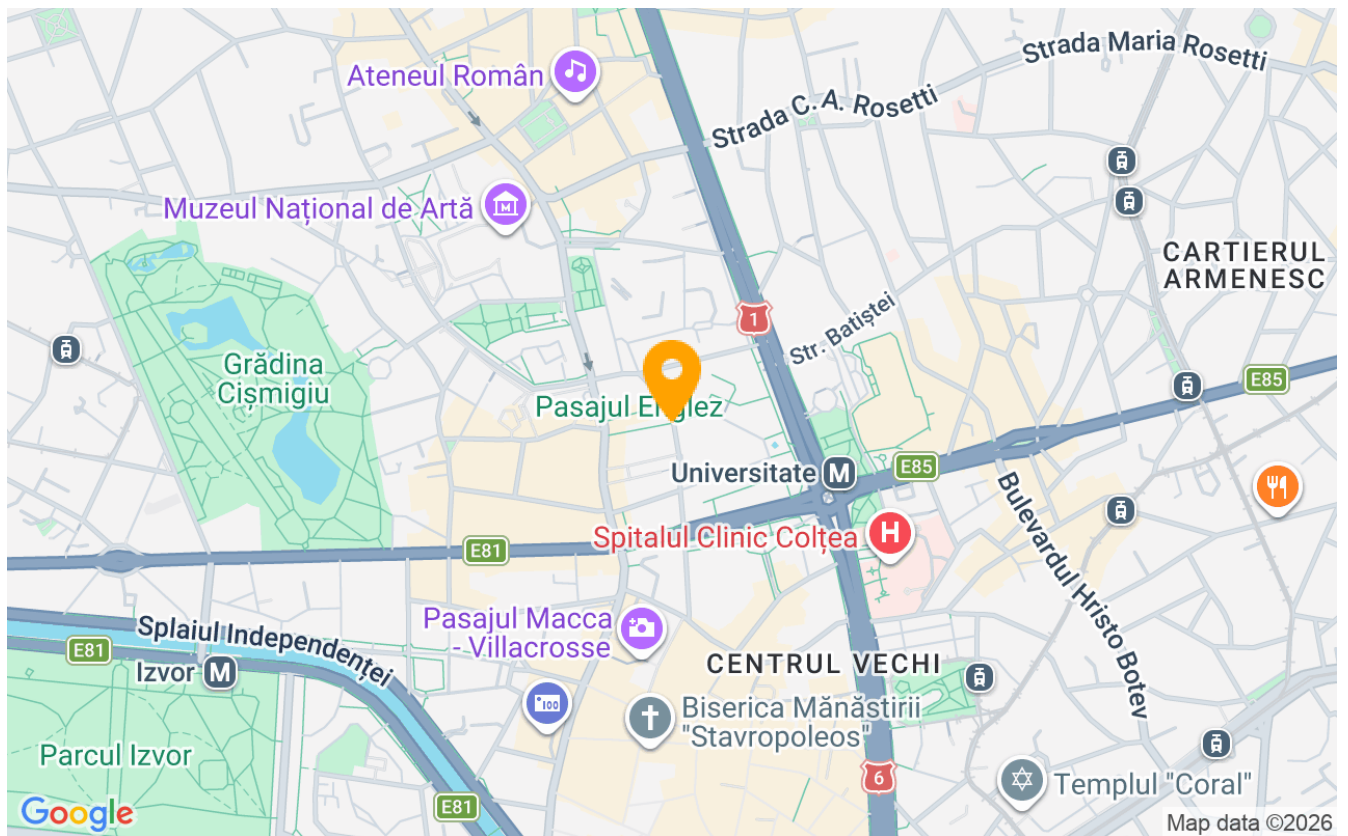 Strada Maria Rosetti
Ateneul Român
Strada C. A. Rosetti
Muzeul Național de Artă
CARTIERUL
ARMENESC
1
Str. Batiștei
Grădina
Cișmigiu
E85
Pasajul Englez
Universitate M
E85
Bulevardul Hristo Botev
E81
Spitalul Clinic Colțea H
Pasajul Macca
- Villacrosse
Splaiul Independenței
E81
Izvor M
CENTRUL VECHI
100
Biserica Mănăstirii
"Stavropoleos"
Parcul Izvor
6
Templul "Coral"
E81
Google
Map data ©2026